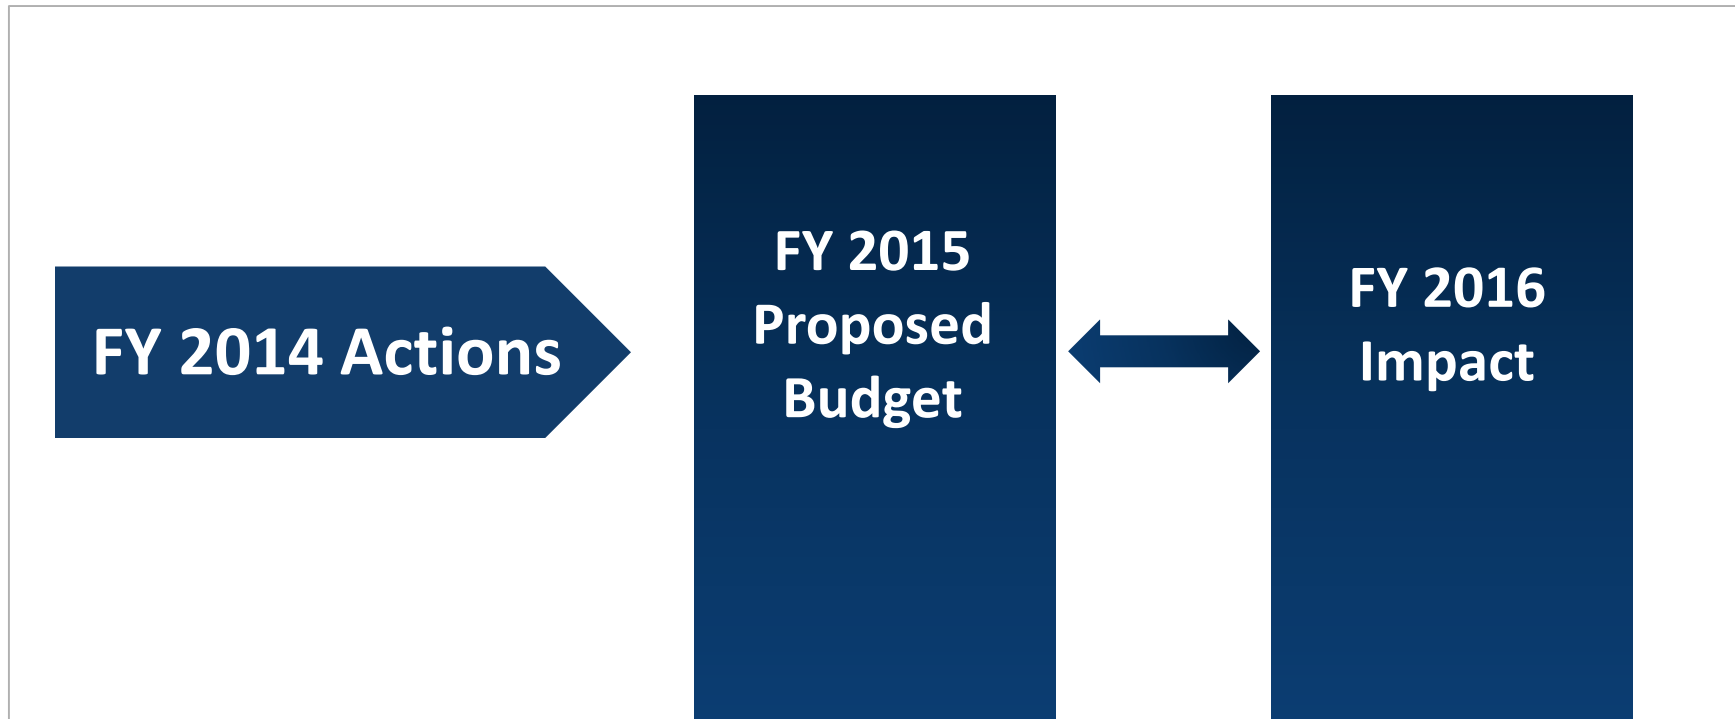 FY 2014 Actions
FY 2015
Proposed
Budget
FY 2016
Impact